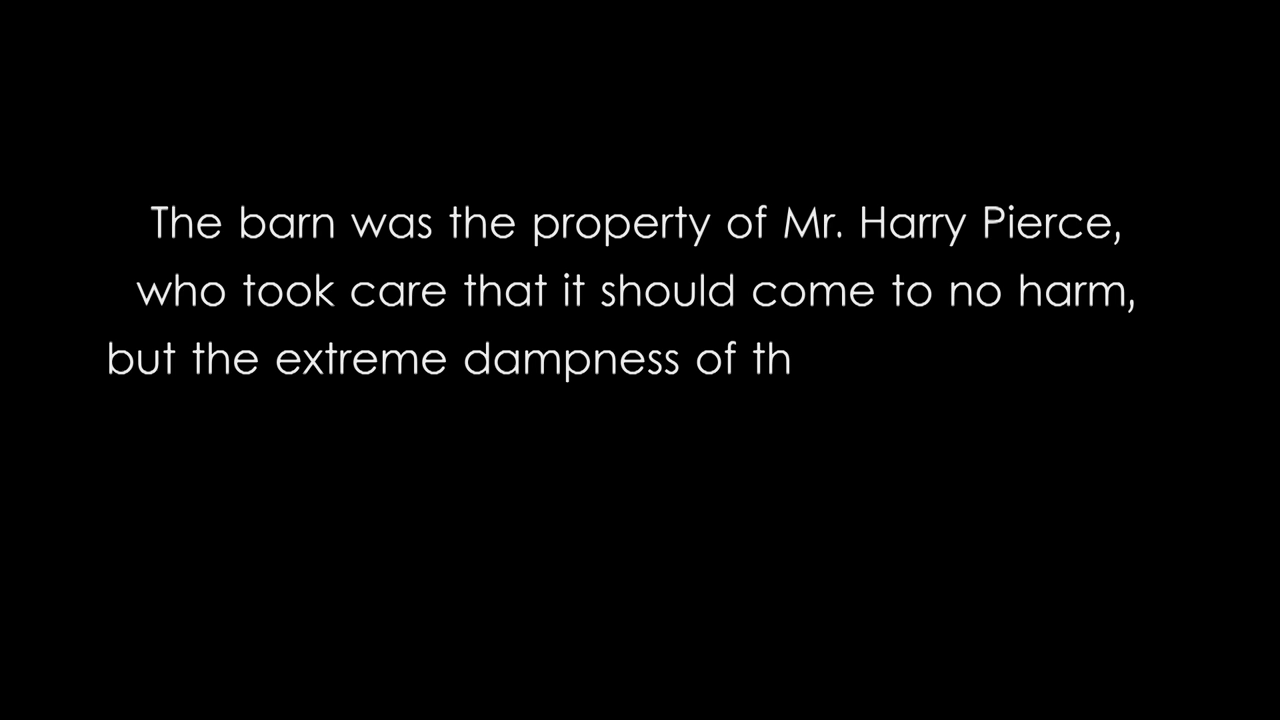 The barn was the property of Mr. Harry Pierce,
who took care that it should come to no harm,
but the extreme dampness of th